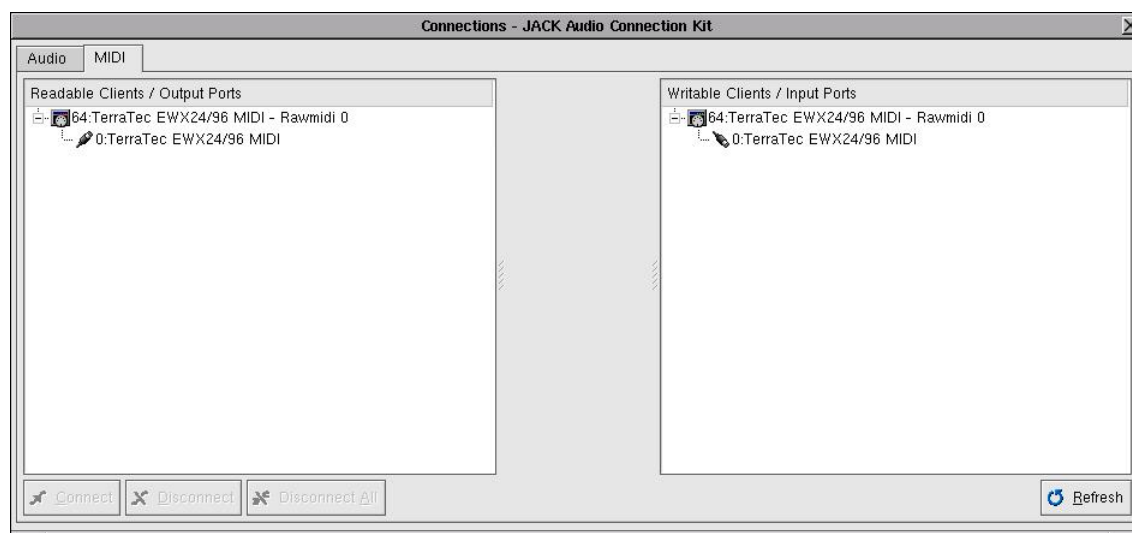 Connections - JACK Audio Connection Kit
Audio MIDI
Readable Clients / Output Ports
64:TerraTec EWX24/96 MIDI - Rawmidi 0
0:TerraTec EWX24/96 MIDI
Writable Clients / Input Ports
64:TerraTec EWX24/96 MIDI - Rawmidi 0
0:TerraTec EWX24/96 MIDI
Connect Disconnect Disconnect All Refresh